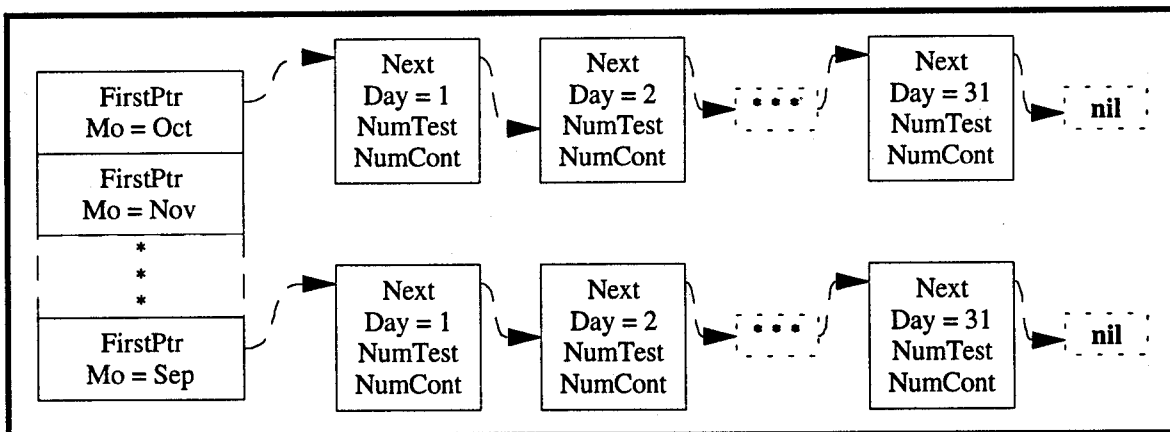 FirstPtr
Mo = Oct
FirstPtr
Mo = Nov
*
*
*
FirstPtr
Mo = Sep
Next
Day = 1
NumTest
NumCont
Next
Day = 2
NumTest
NumCont
* * *
Next
Day = 31
NumTest
NumCont
nil
Next
Day = 1
NumTest
NumCont
Next
Day = 2
NumTest
NumCont
* * *
Next
Day = 31
NumTest
NumCont
nil